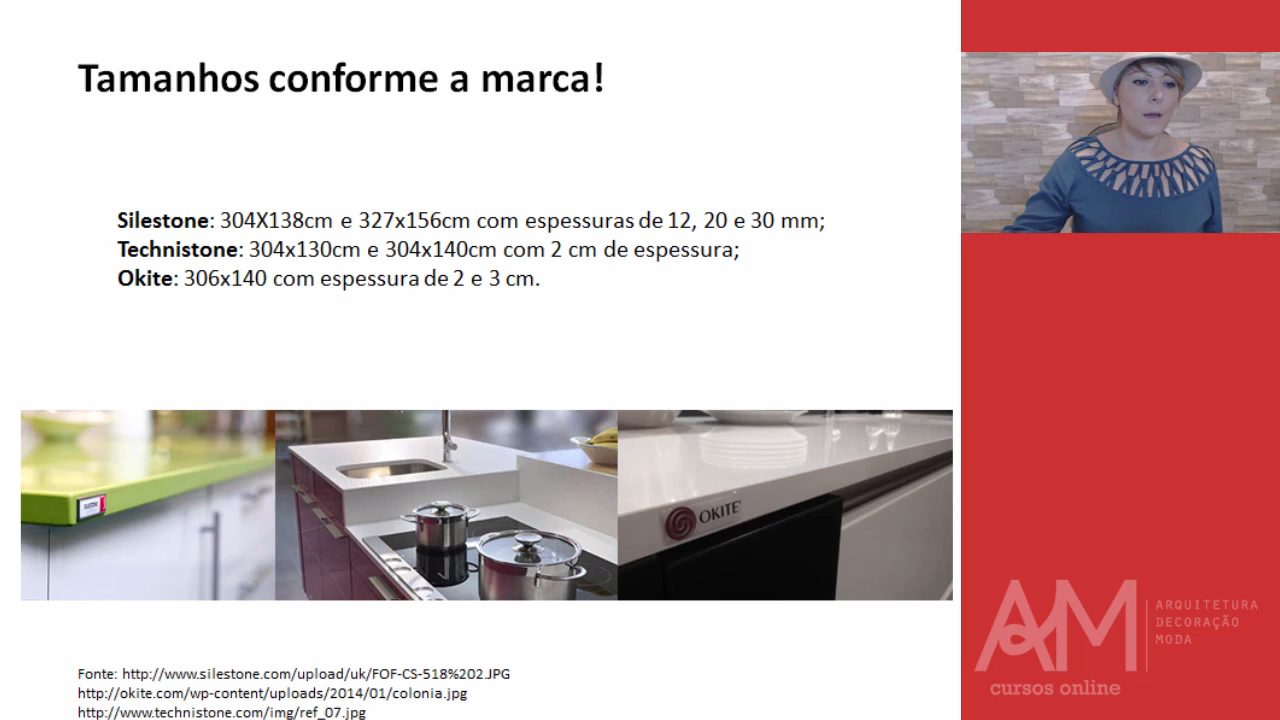 Tamanhos conforme a marca!
Silestone: 304X138cm e 327x156cm com espessuras de 12, 20 e 30 mm;
Technistone: 304x130cm e 304x140cm com 2 cm de espessura;
Okite: 306x140 com espessura de 2 e 3 cm.
SILESTONE
OKITE
Fonte: http://www.silestone.com/upload/uk/FOF-CS-518%202.JPG
http://okite.com/wp-content/uploads/2014/01/colonia.jpg
http://www.technistone.com/img/ref_07.jpg
AM
ARQUITETURA
DECORAÇÃO
MODA
cursos online